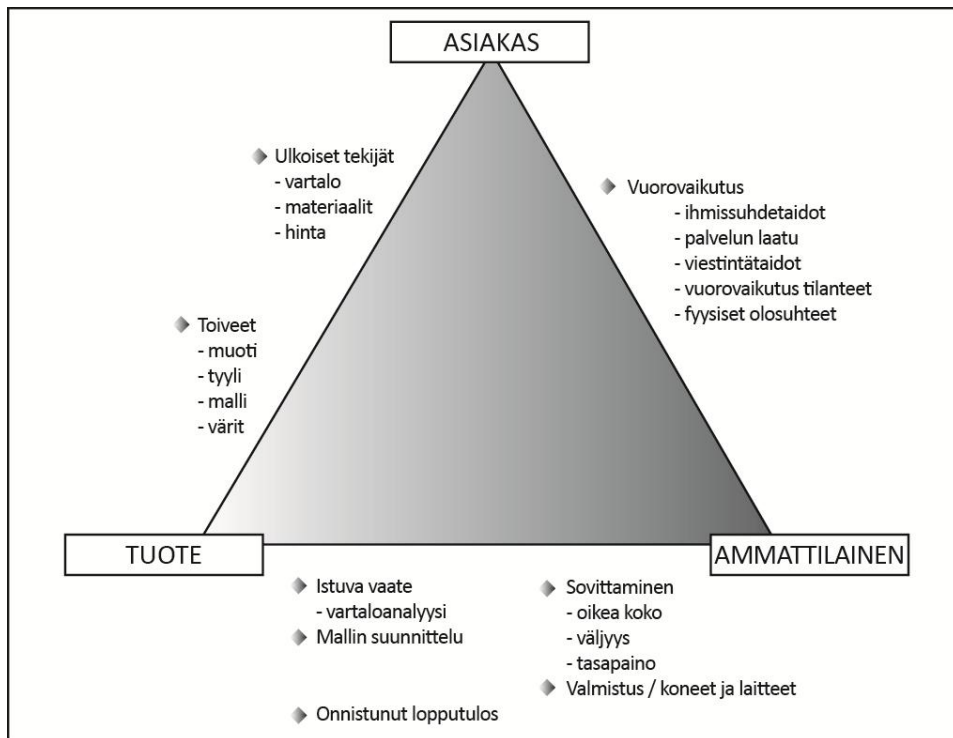 ASIAKAS
Ulkoiset tekijät
- vartalo
- materiaalit
- hinta
Vuorovaikutus
- ihmissuhdetaidot
- palvelun laatu
- viestintätaidot
- vuorovaikutus tilanteet
- fyysiset olosuhteet
Toiveet
- muoti
- tyyli
- malli
- värit
TUOTE
AMMATTILAINEN
Istuva vaate
- vartaloanalyysi
Mallin suunnittelu
Onnistunut lopputulos
Sovittaminen
- oikea koko
- väljyys
- tasapaino
Valmistus / koneet ja laitteet